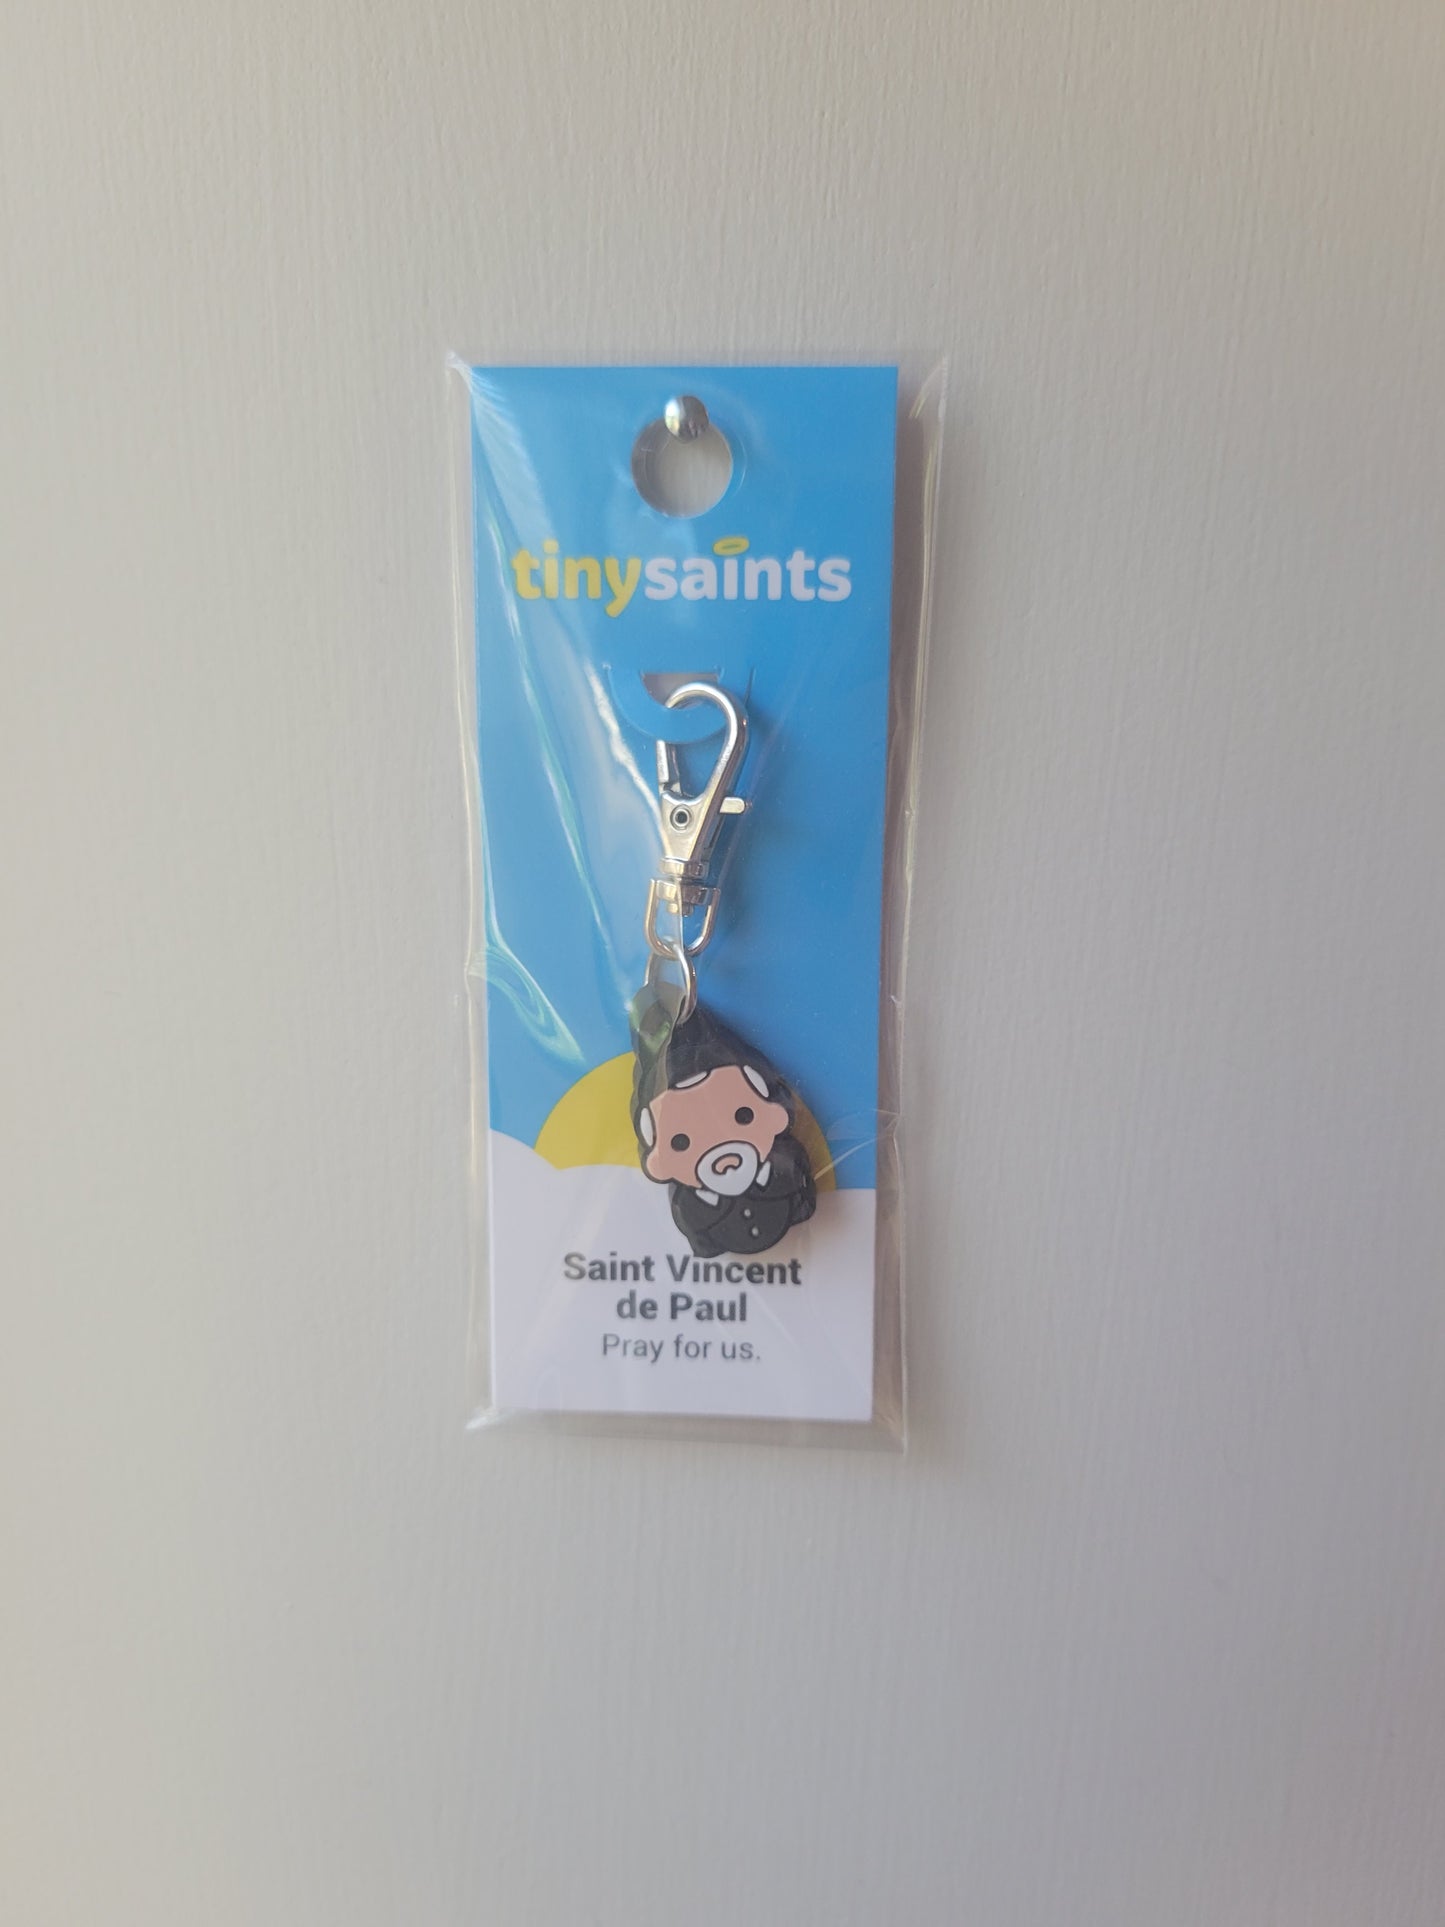 tinysaints
Saint Vincent
de Paul
Pray for us.